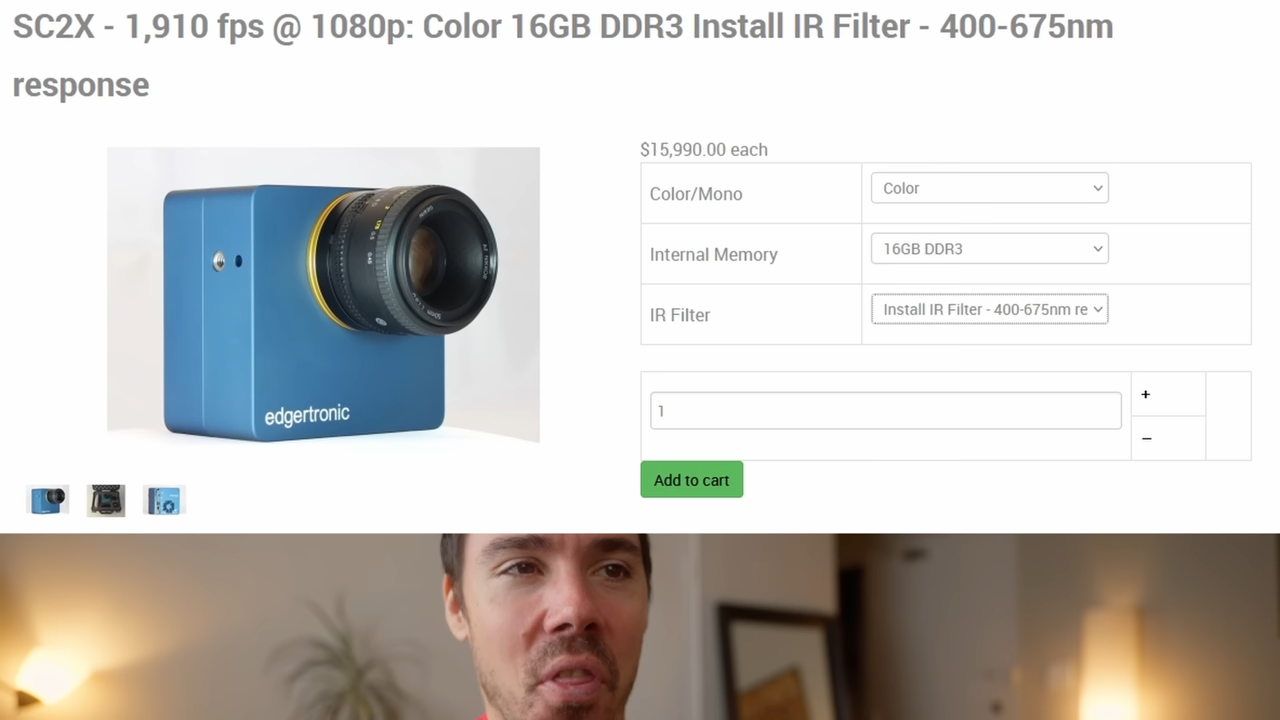 SC2X - 1,910 fps @ 1080p: Color 16GB DDR3 Install IR Filter - 400-675nm
response
$15,990.00 each
Color/Mono
Color
Internal Memory
16GB DDR3
IR Filter
Install IR Filter - 400-675nm re
edgertronic
1
+
–
Add to cart